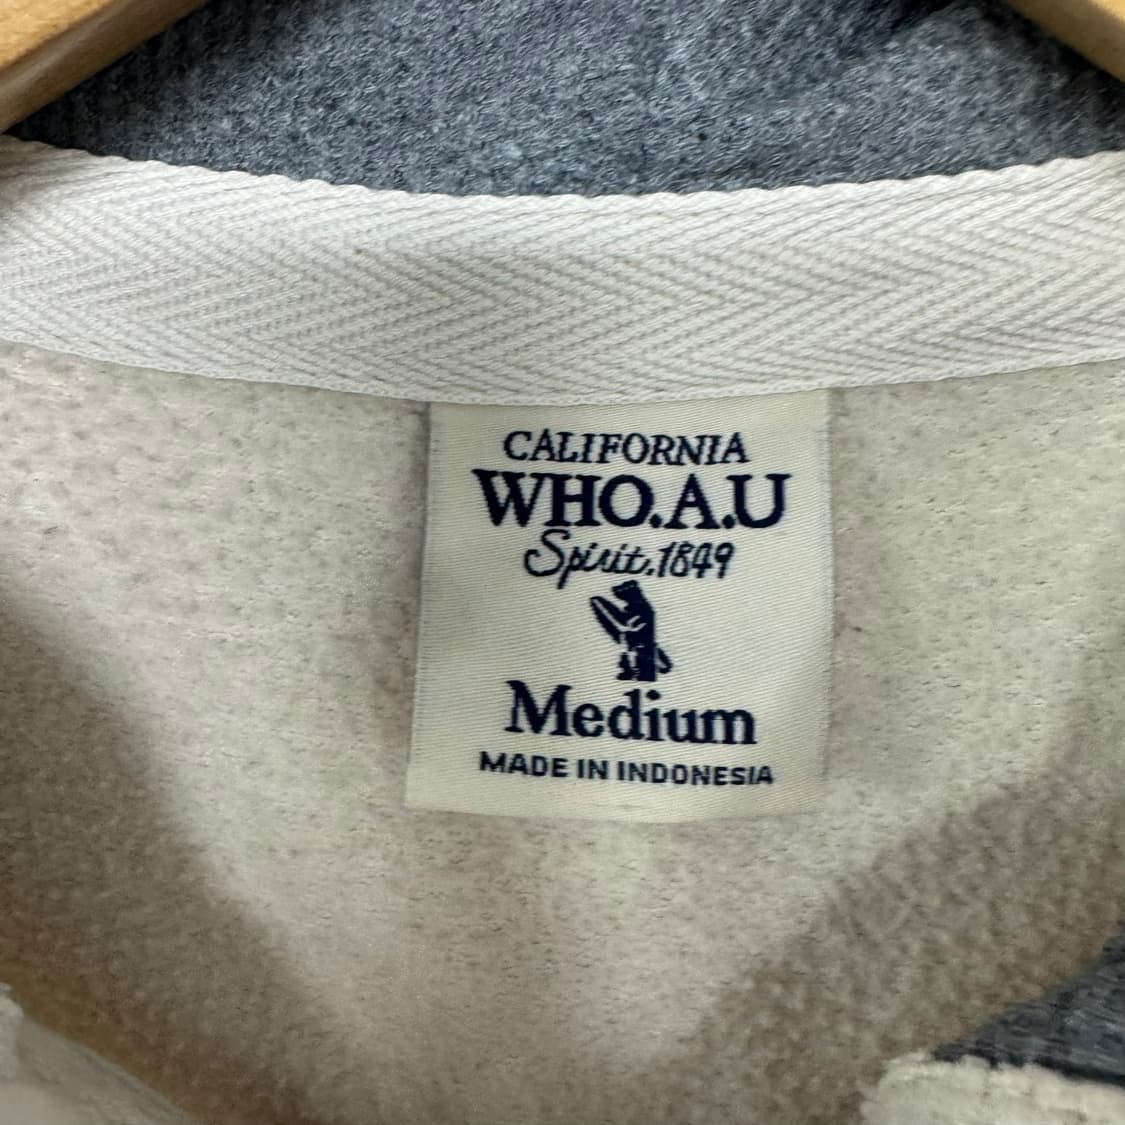 CALIFORNIA
WHO.A.U
Spirit.1849
Medium
MADE IN INDONESIA